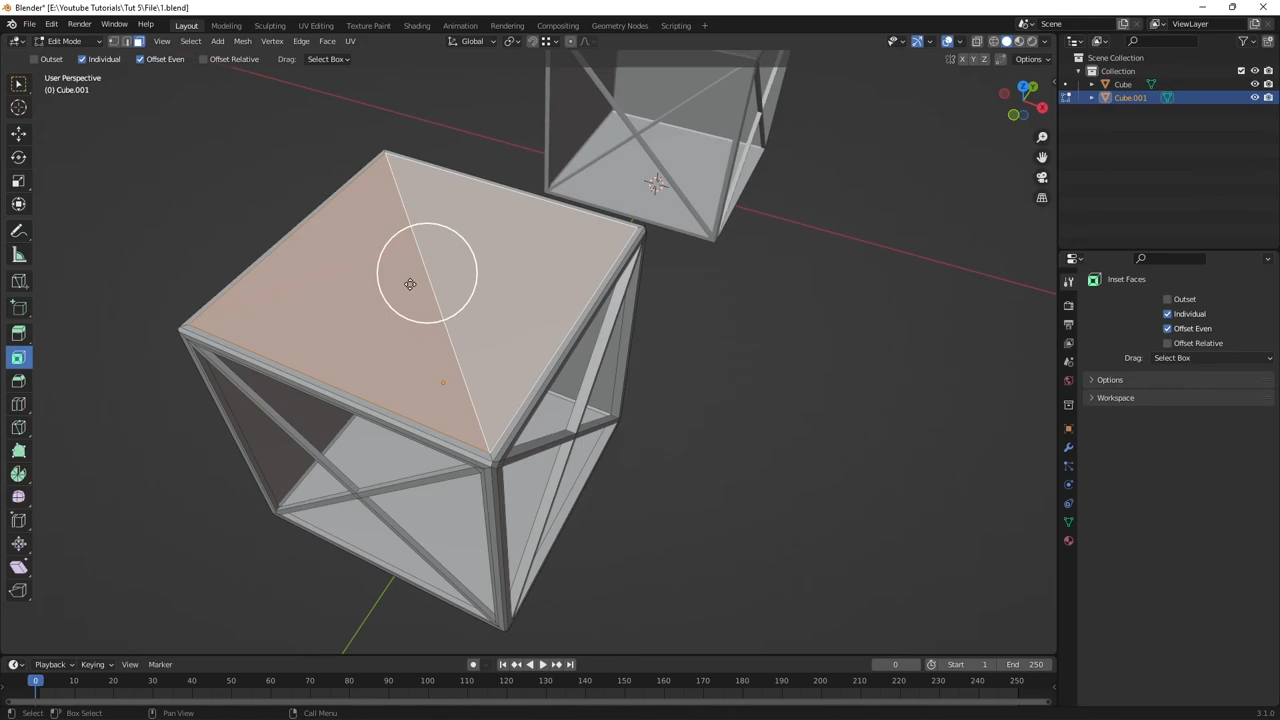 Blender* [E:\Youtube Tutorials\Tut 5\File\1.blend]
File Edit Render Window Help Layout Modeling Sculpting UV Editing Texture Paint Shading Animation Rendering Compositing Geometry Nodes Scripting + Scene ViewLayer
Edit Mode View Select Add Mesh Vertex Edge Face UV Global
Outset Individual Offset Even Offset Relative Drag: Select Box X Y Z Options
User Perspective
(0) Cube.001
Z Y
X
Scene Collection
Collection
Cube
Cube.001
Inset Faces
Outset
Individual
Offset Even
Offset Relative
Drag: Select Box
Options
Workspace
Playback Keying View Marker 0 Start 1 End 250
0 10 20 30 40 50 60 70 80 90 100 110 120 130 140 150 160 170 180 190 200 210 220 230 240 250
Select Box Select Pan View Call Menu 3.1.0